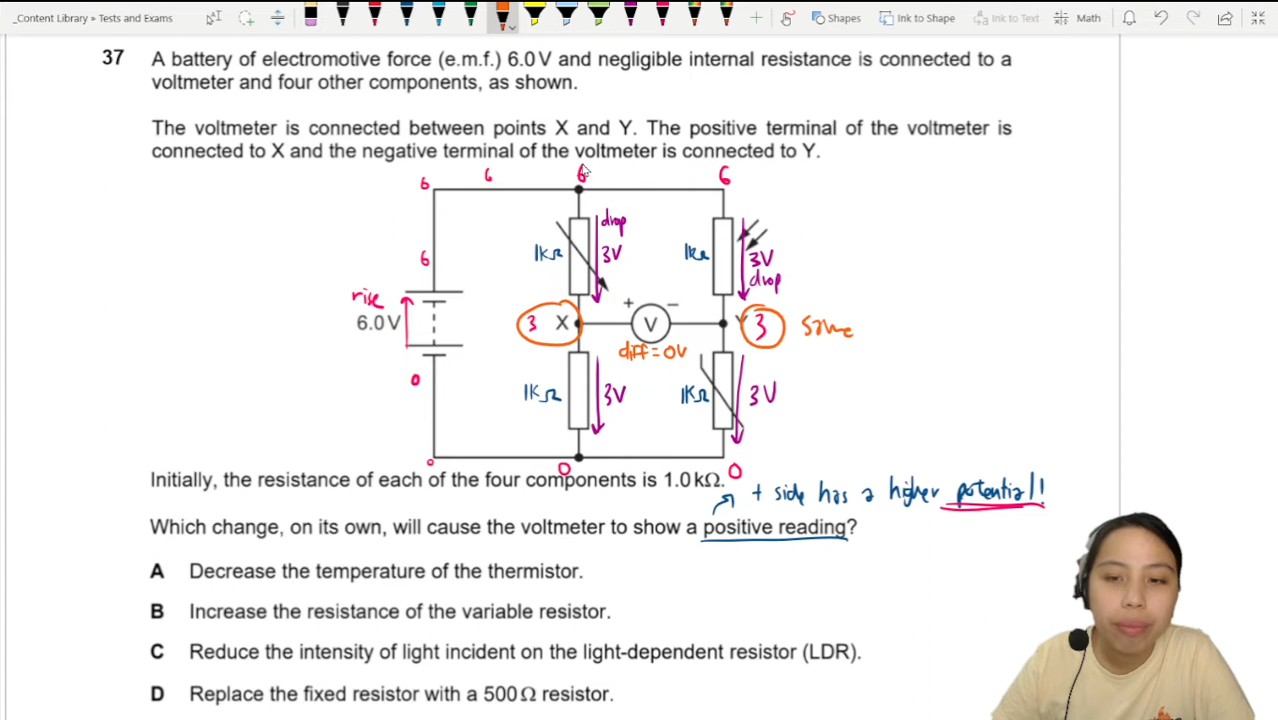 _Content Library » Tests and Exams
Shapes
Ink to Shape
Ink to Text
Math
37 A battery of electromotive force (e.m.f.) 6.0 V and negligible internal resistance is connected to a
voltmeter and four other components, as shown.
The voltmeter is connected between points X and Y. The positive terminal of the voltmeter is
connected to X and the negative terminal of the voltmeter is connected to Y.
6 6 6 6
drop
6 1kΩ 3V 1kΩ 3V
drop
rise + −
6.0 V 3 X V Y 3 same
diff = 0V
0 1kΩ 3V 1kΩ 3V
0 0 0
Initially, the resistance of each of the four components is 1.0 kΩ.
+ side has a higher potential!
Which change, on its own, will cause the voltmeter to show a positive reading?
A Decrease the temperature of the thermistor.
B Increase the resistance of the variable resistor.
C Reduce the intensity of light incident on the light-dependent resistor (LDR).
D Replace the fixed resistor with a 500 Ω resistor.